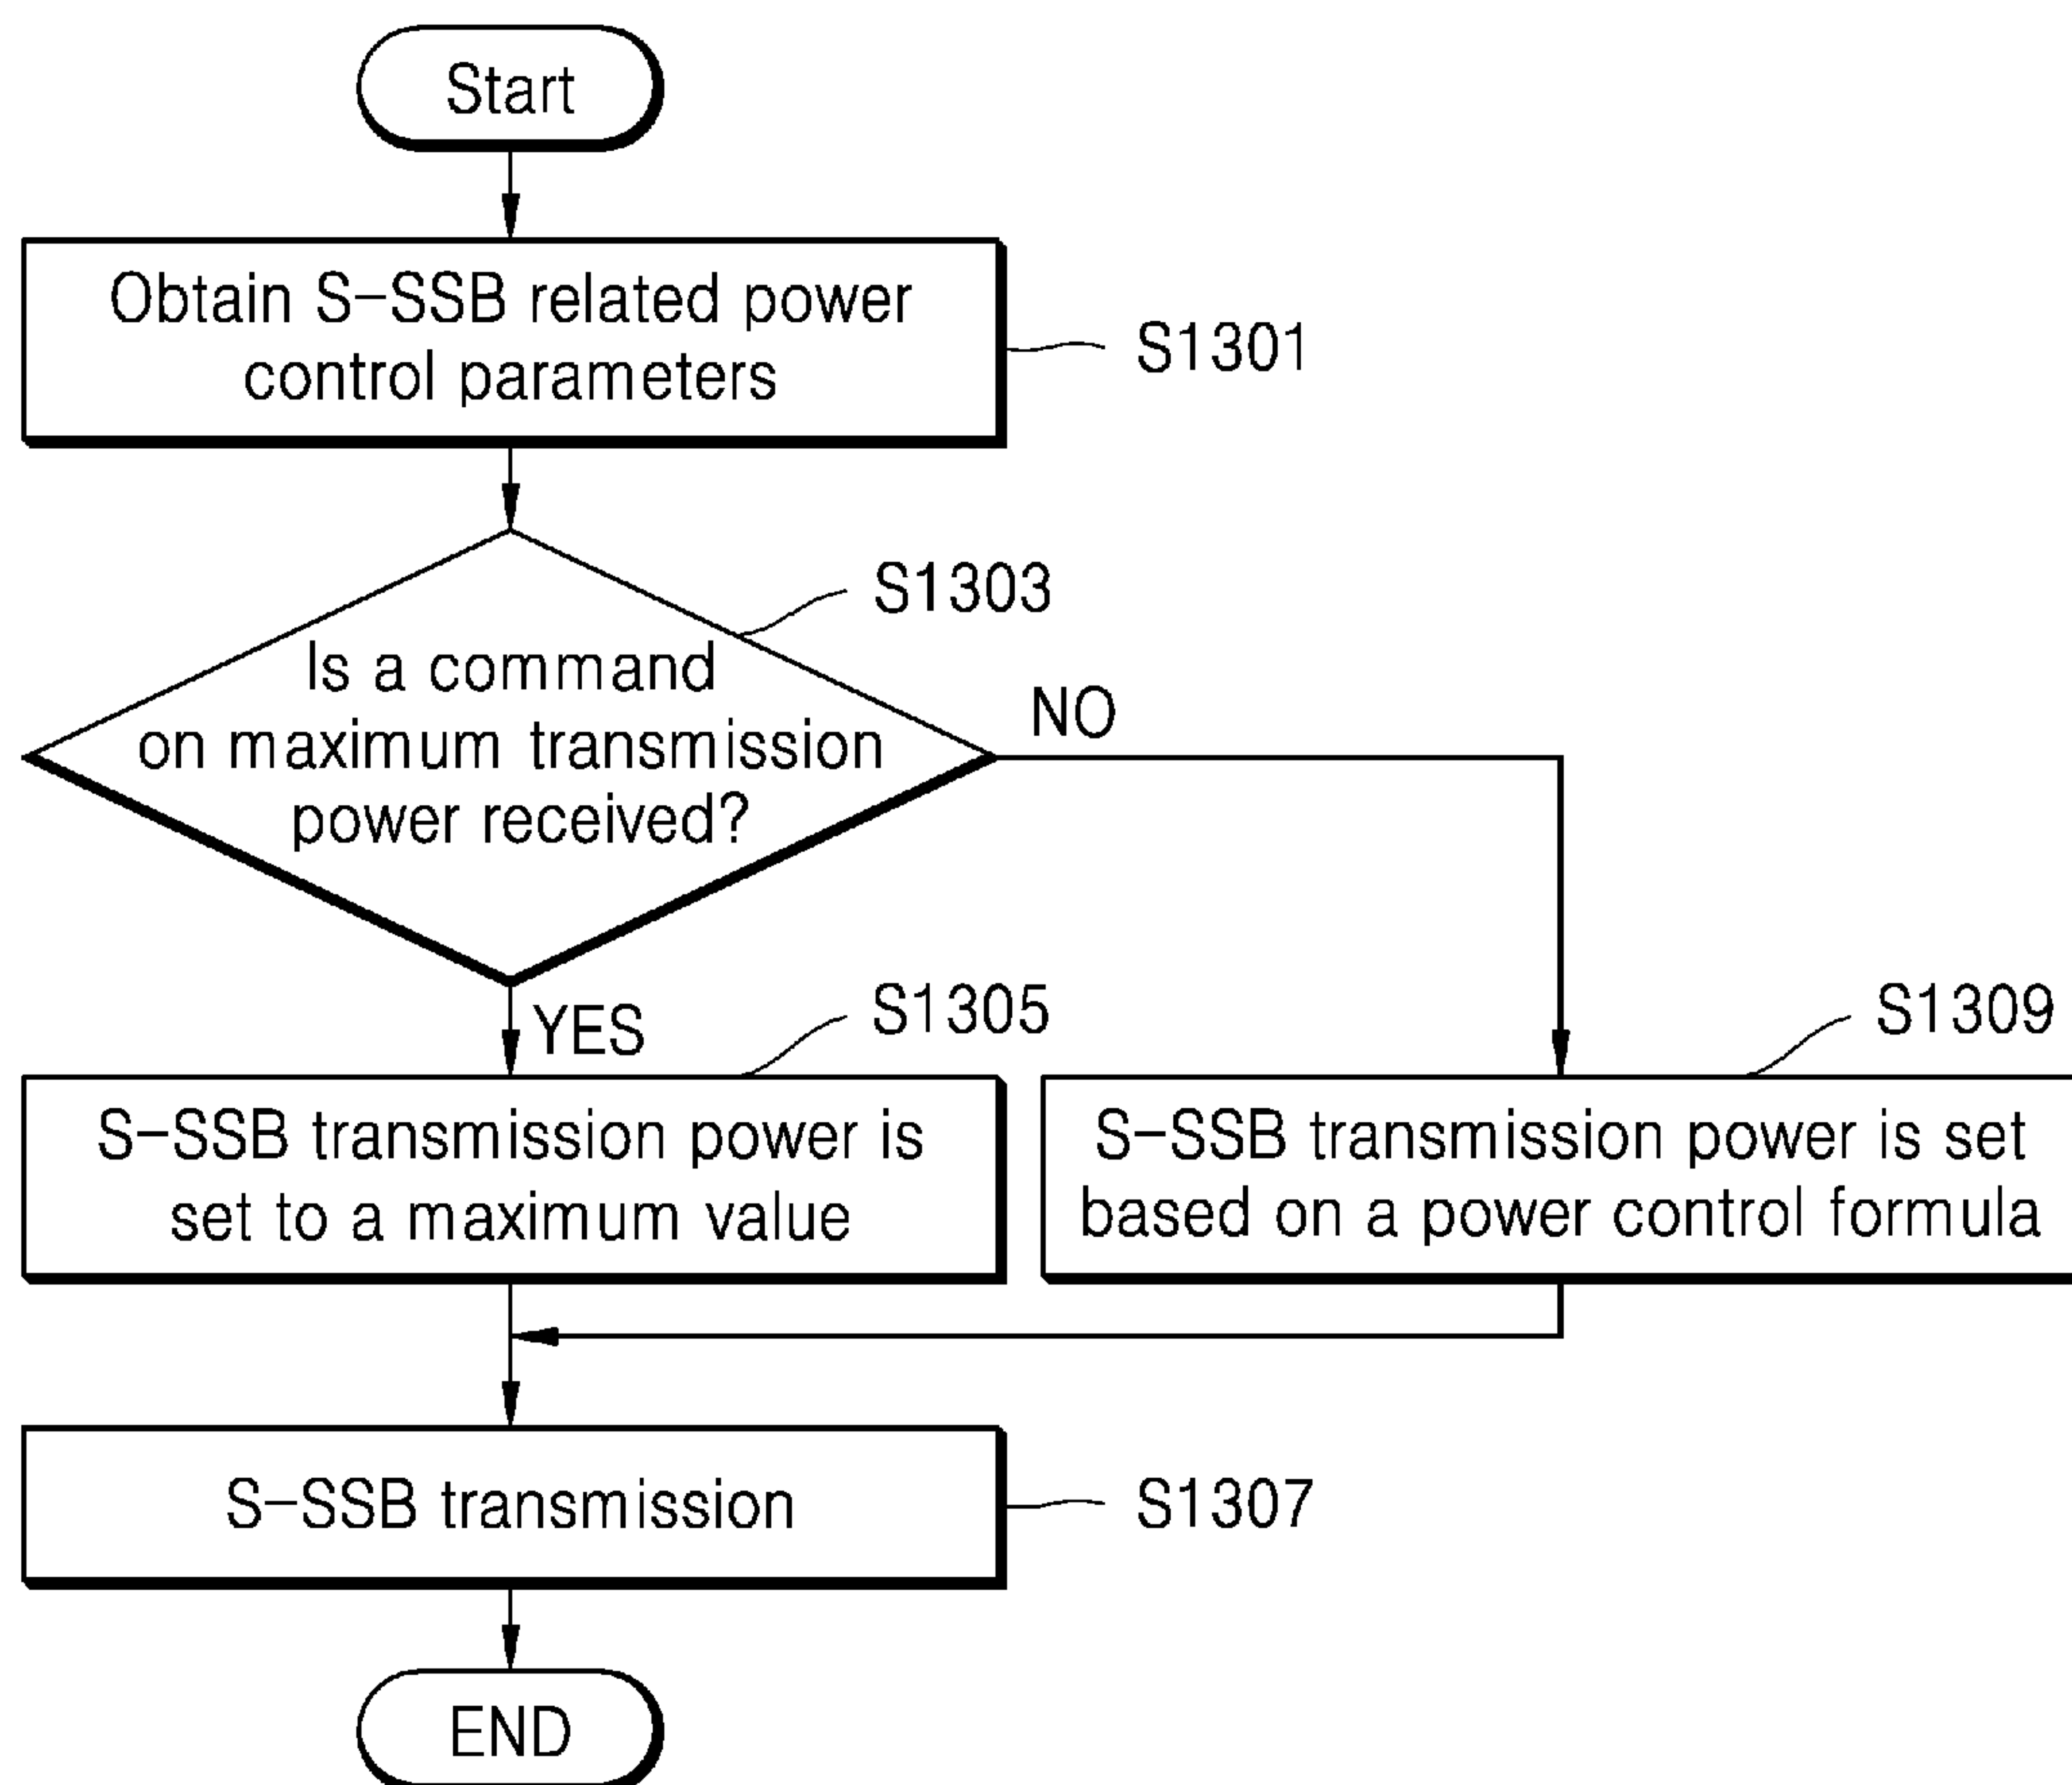 Start
Obtain S-SSB related power
control parameters
S1301
S1303
Is a command
on maximum transmission
power received?
NO
YES
S1305
S1309
S-SSB transmission power is
set to a maximum value
S-SSB transmission power is set
based on a power control formula
S-SSB transmission
S1307
END